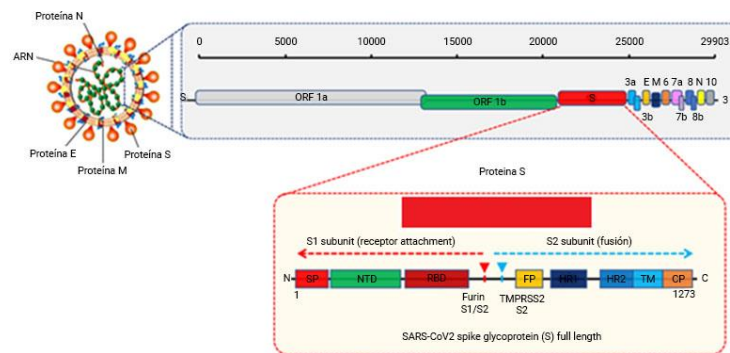 Proteína N
ARN
Proteína E
Proteína M
Proteína S
0 5000 10000 15000 20000 25000 29903
S
ORF 1a
ORF 1b
S
3a E M 6 7a 8 N 10
3
3b 7b 8b
Proteína S
S1 subunit (receptor attachment)
S2 subunit (fusión)
N SP NTD RBD FP HR1 HR2 TM CP C
1
Furin
S1/S2
TMPRSS2
S2
1273
SARS-CoV2 spike glycoprotein (S) full length